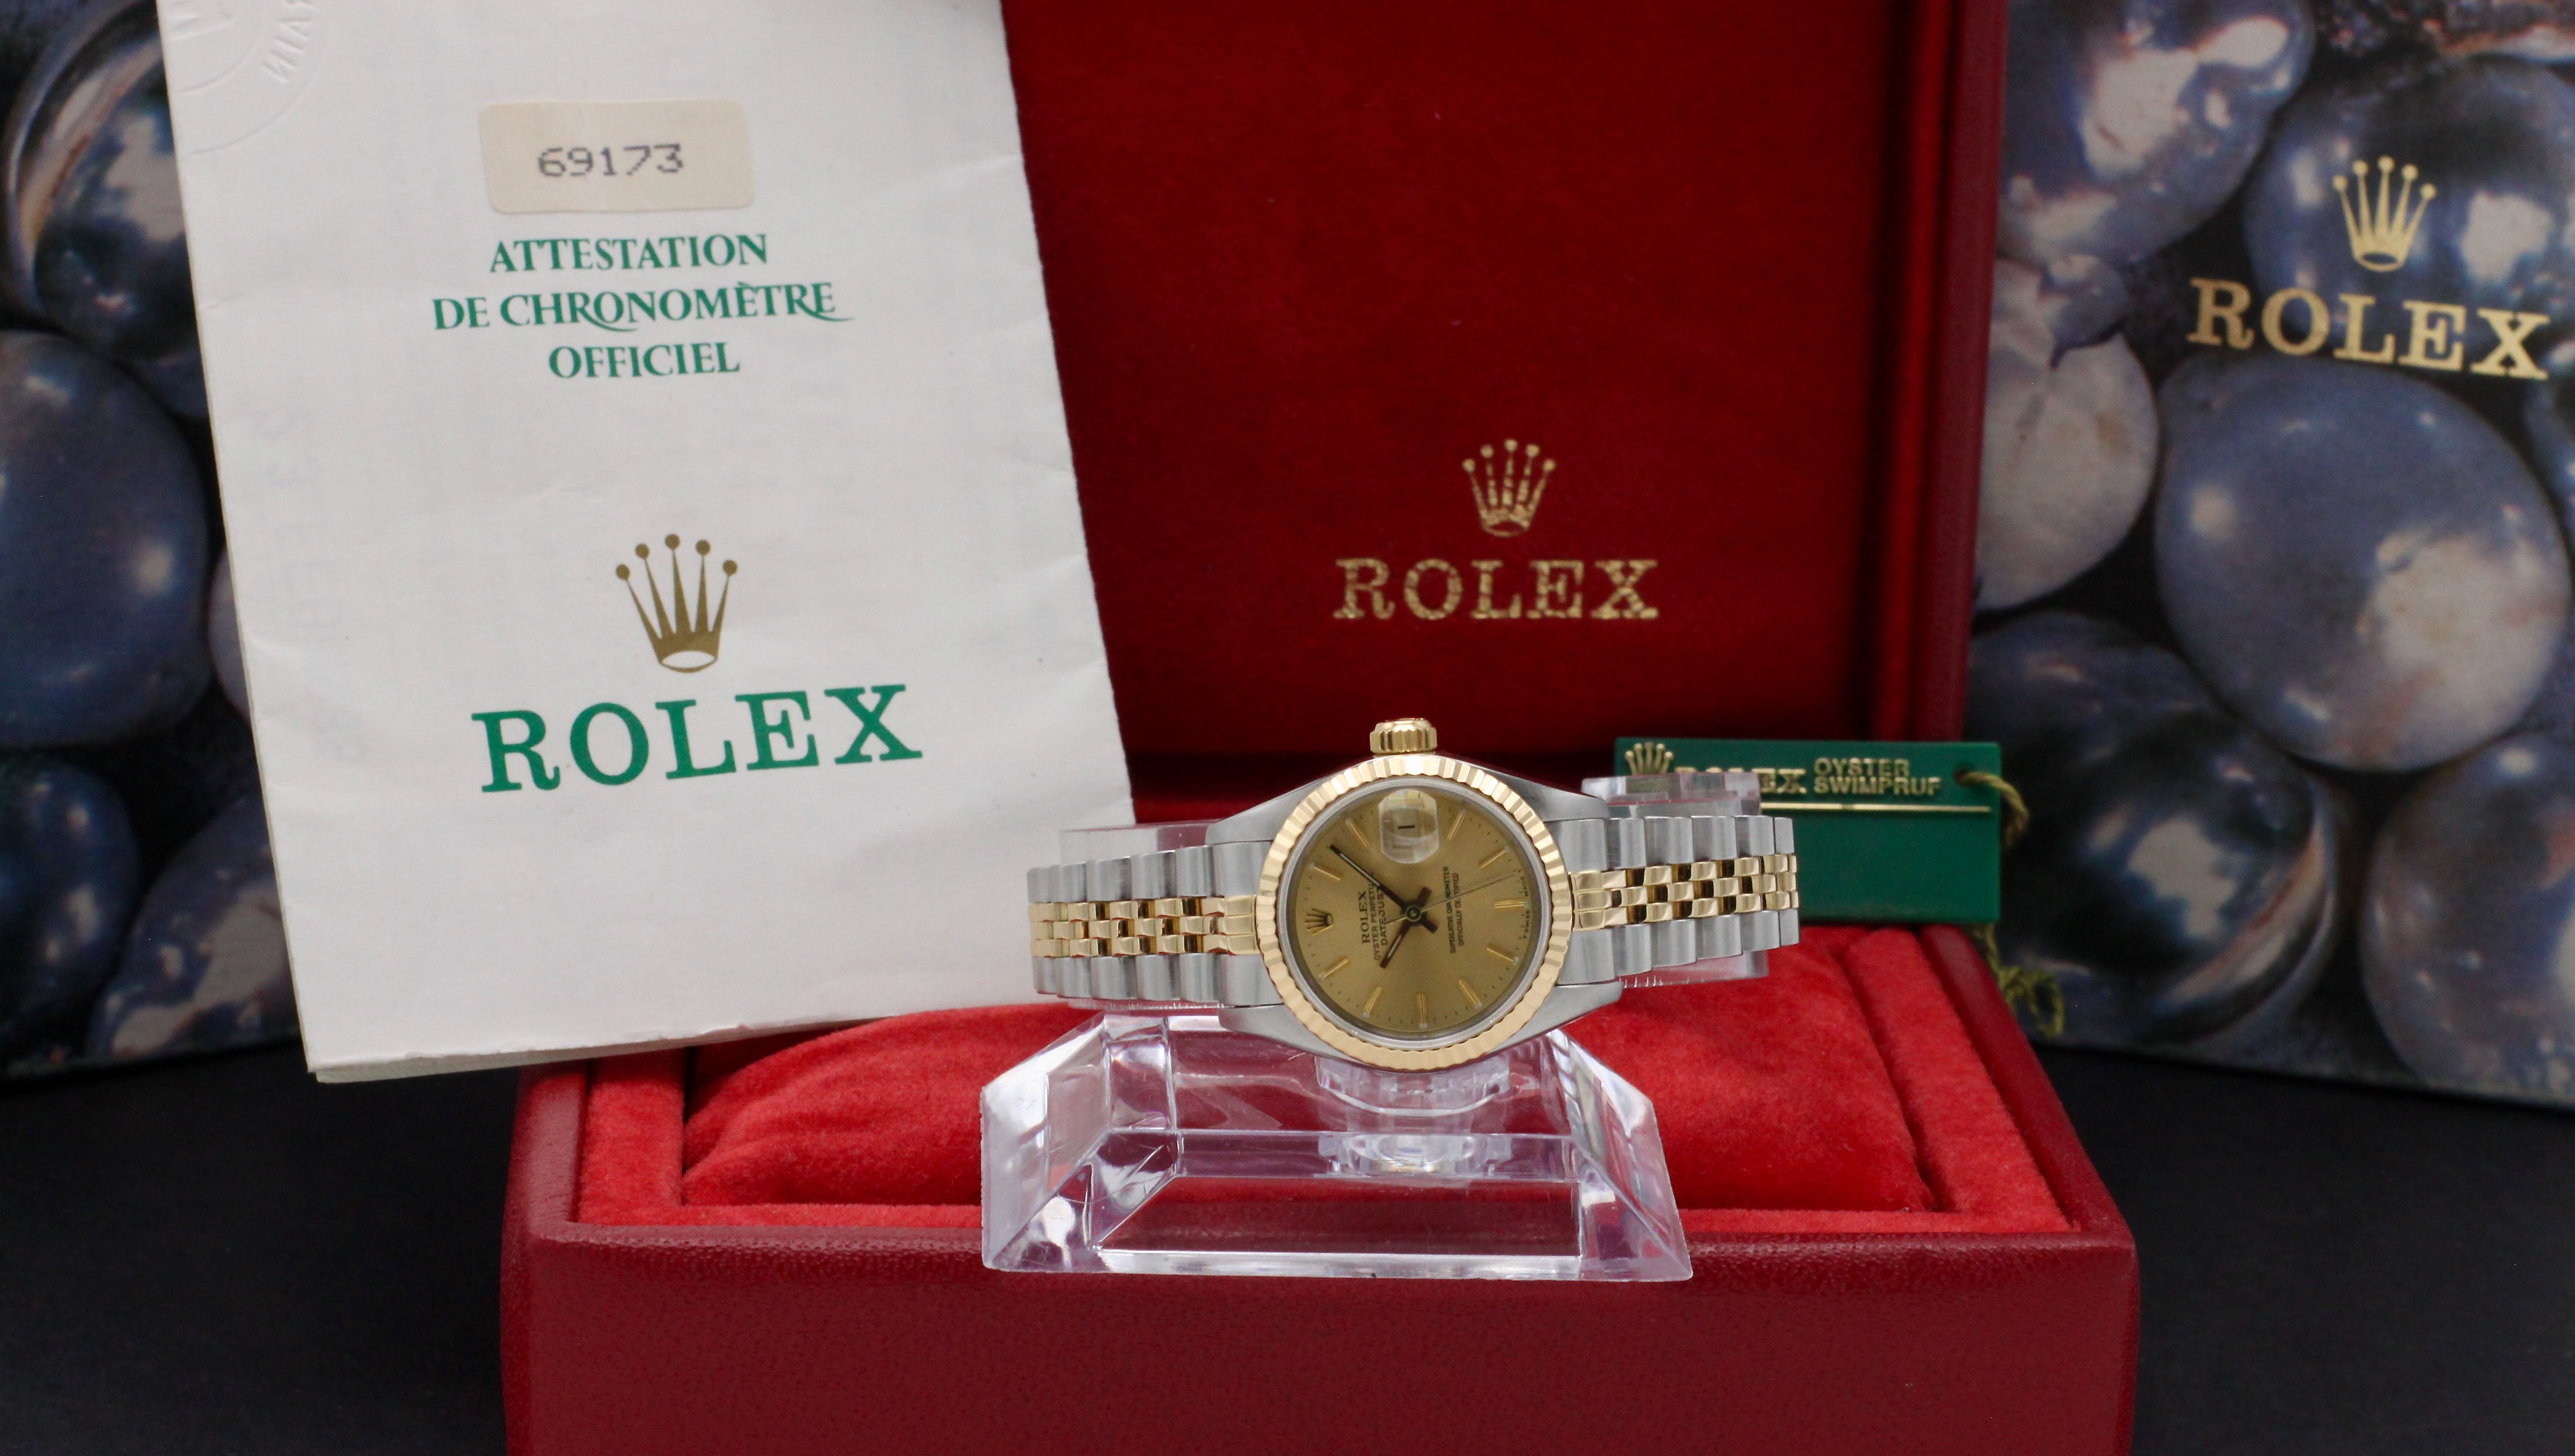 69173
ATTESTATION
DE CHRONOMÈTRE
OFFICIEL
ROLEX
ROLEX
ROLEX
ROLEX OYSTER
SWIMPRUF
1
ROLEX
OYSTER PERPETUAL
DATEJUST
SUPERLATIVE CHRONOMETER
OFFICIALLY CERTIFIED